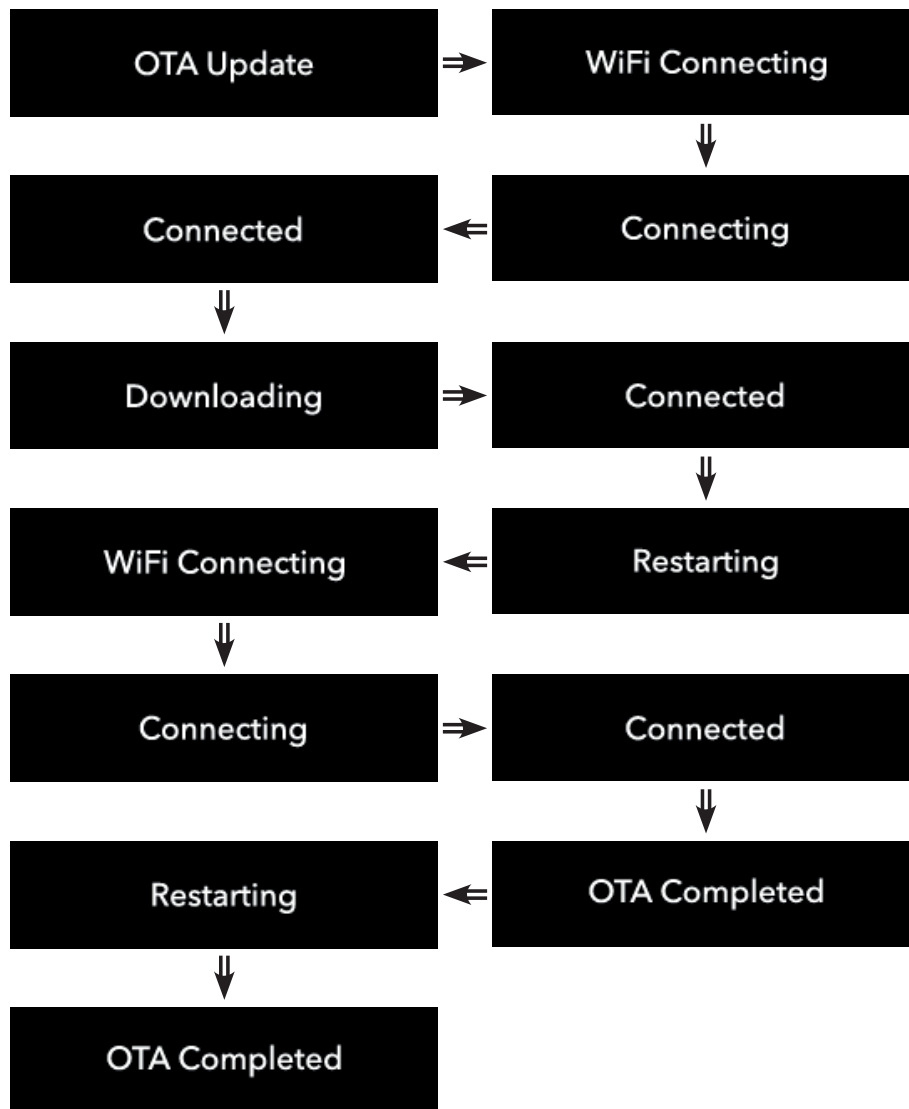 OTA Update
WiFi Connecting
Connecting
Connected
Downloading
Connected
Restarting
WiFi Connecting
Connecting
Connected
OTA Completed
Restarting
OTA Completed